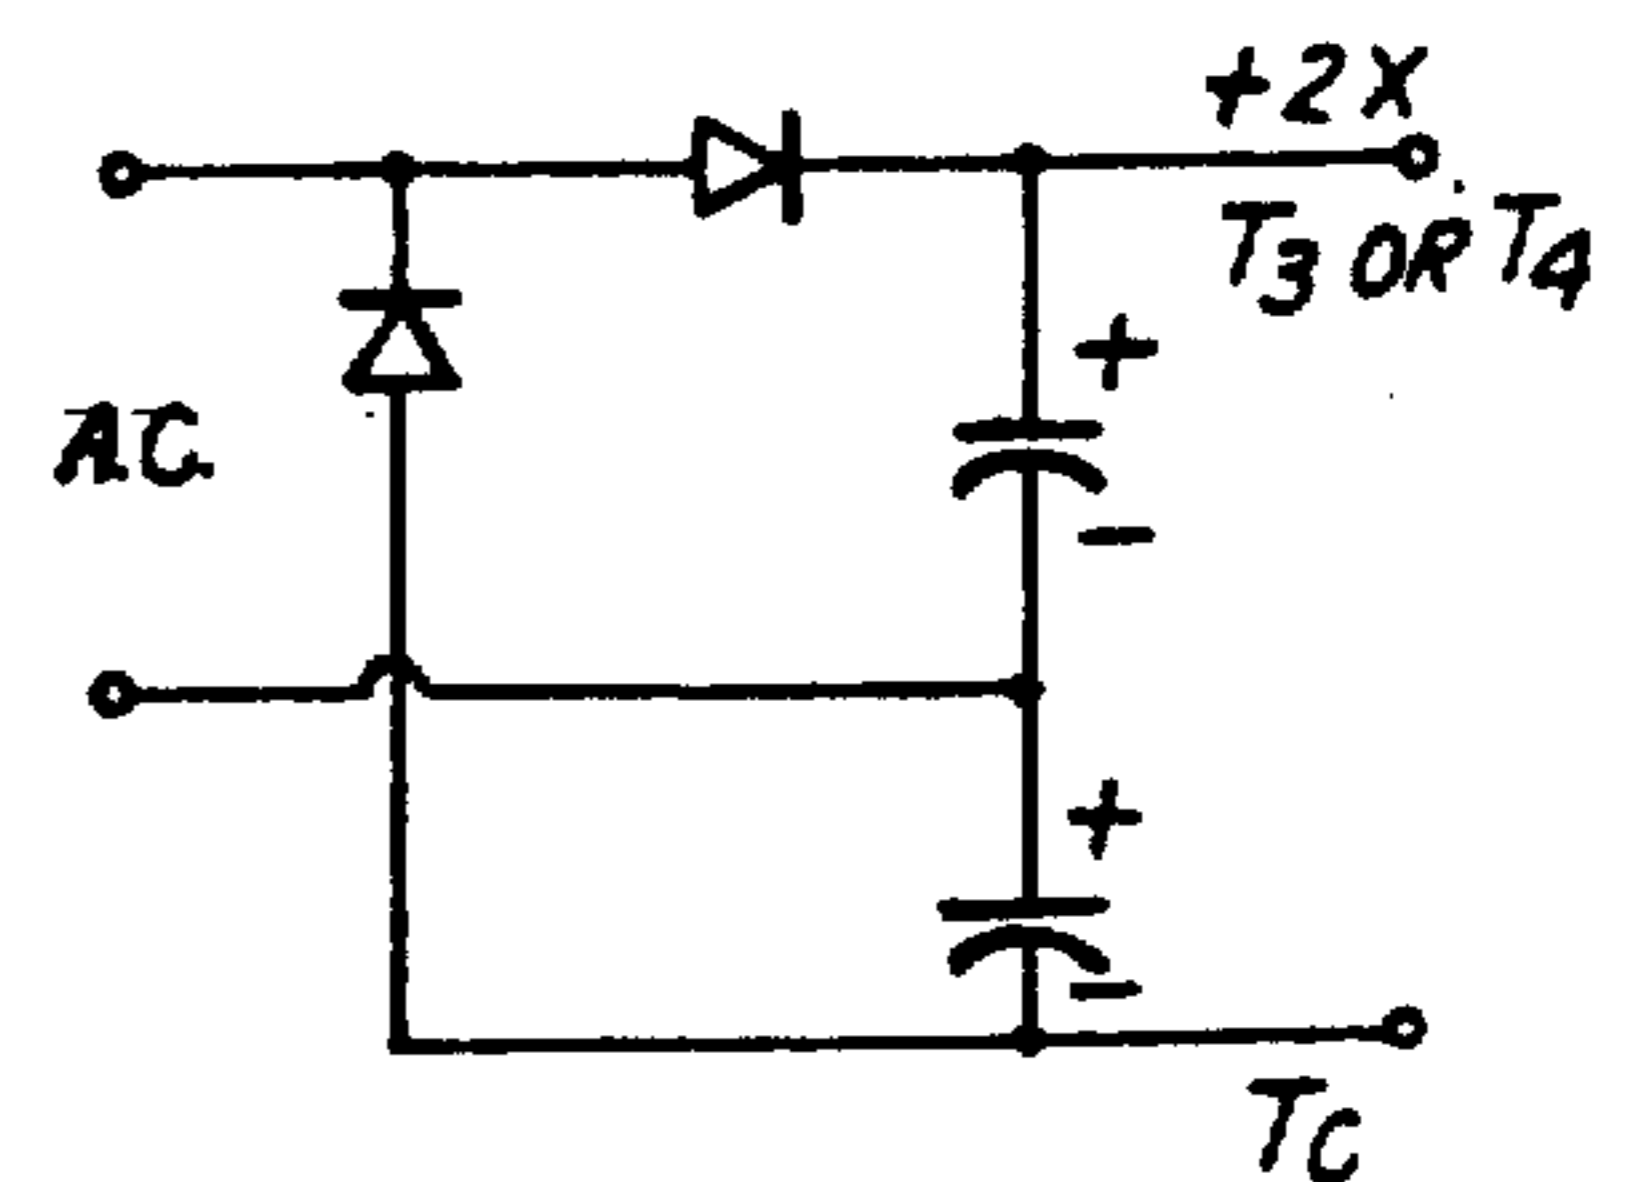 +2X
T3 OR T4
+
AC
-
+
-
TC